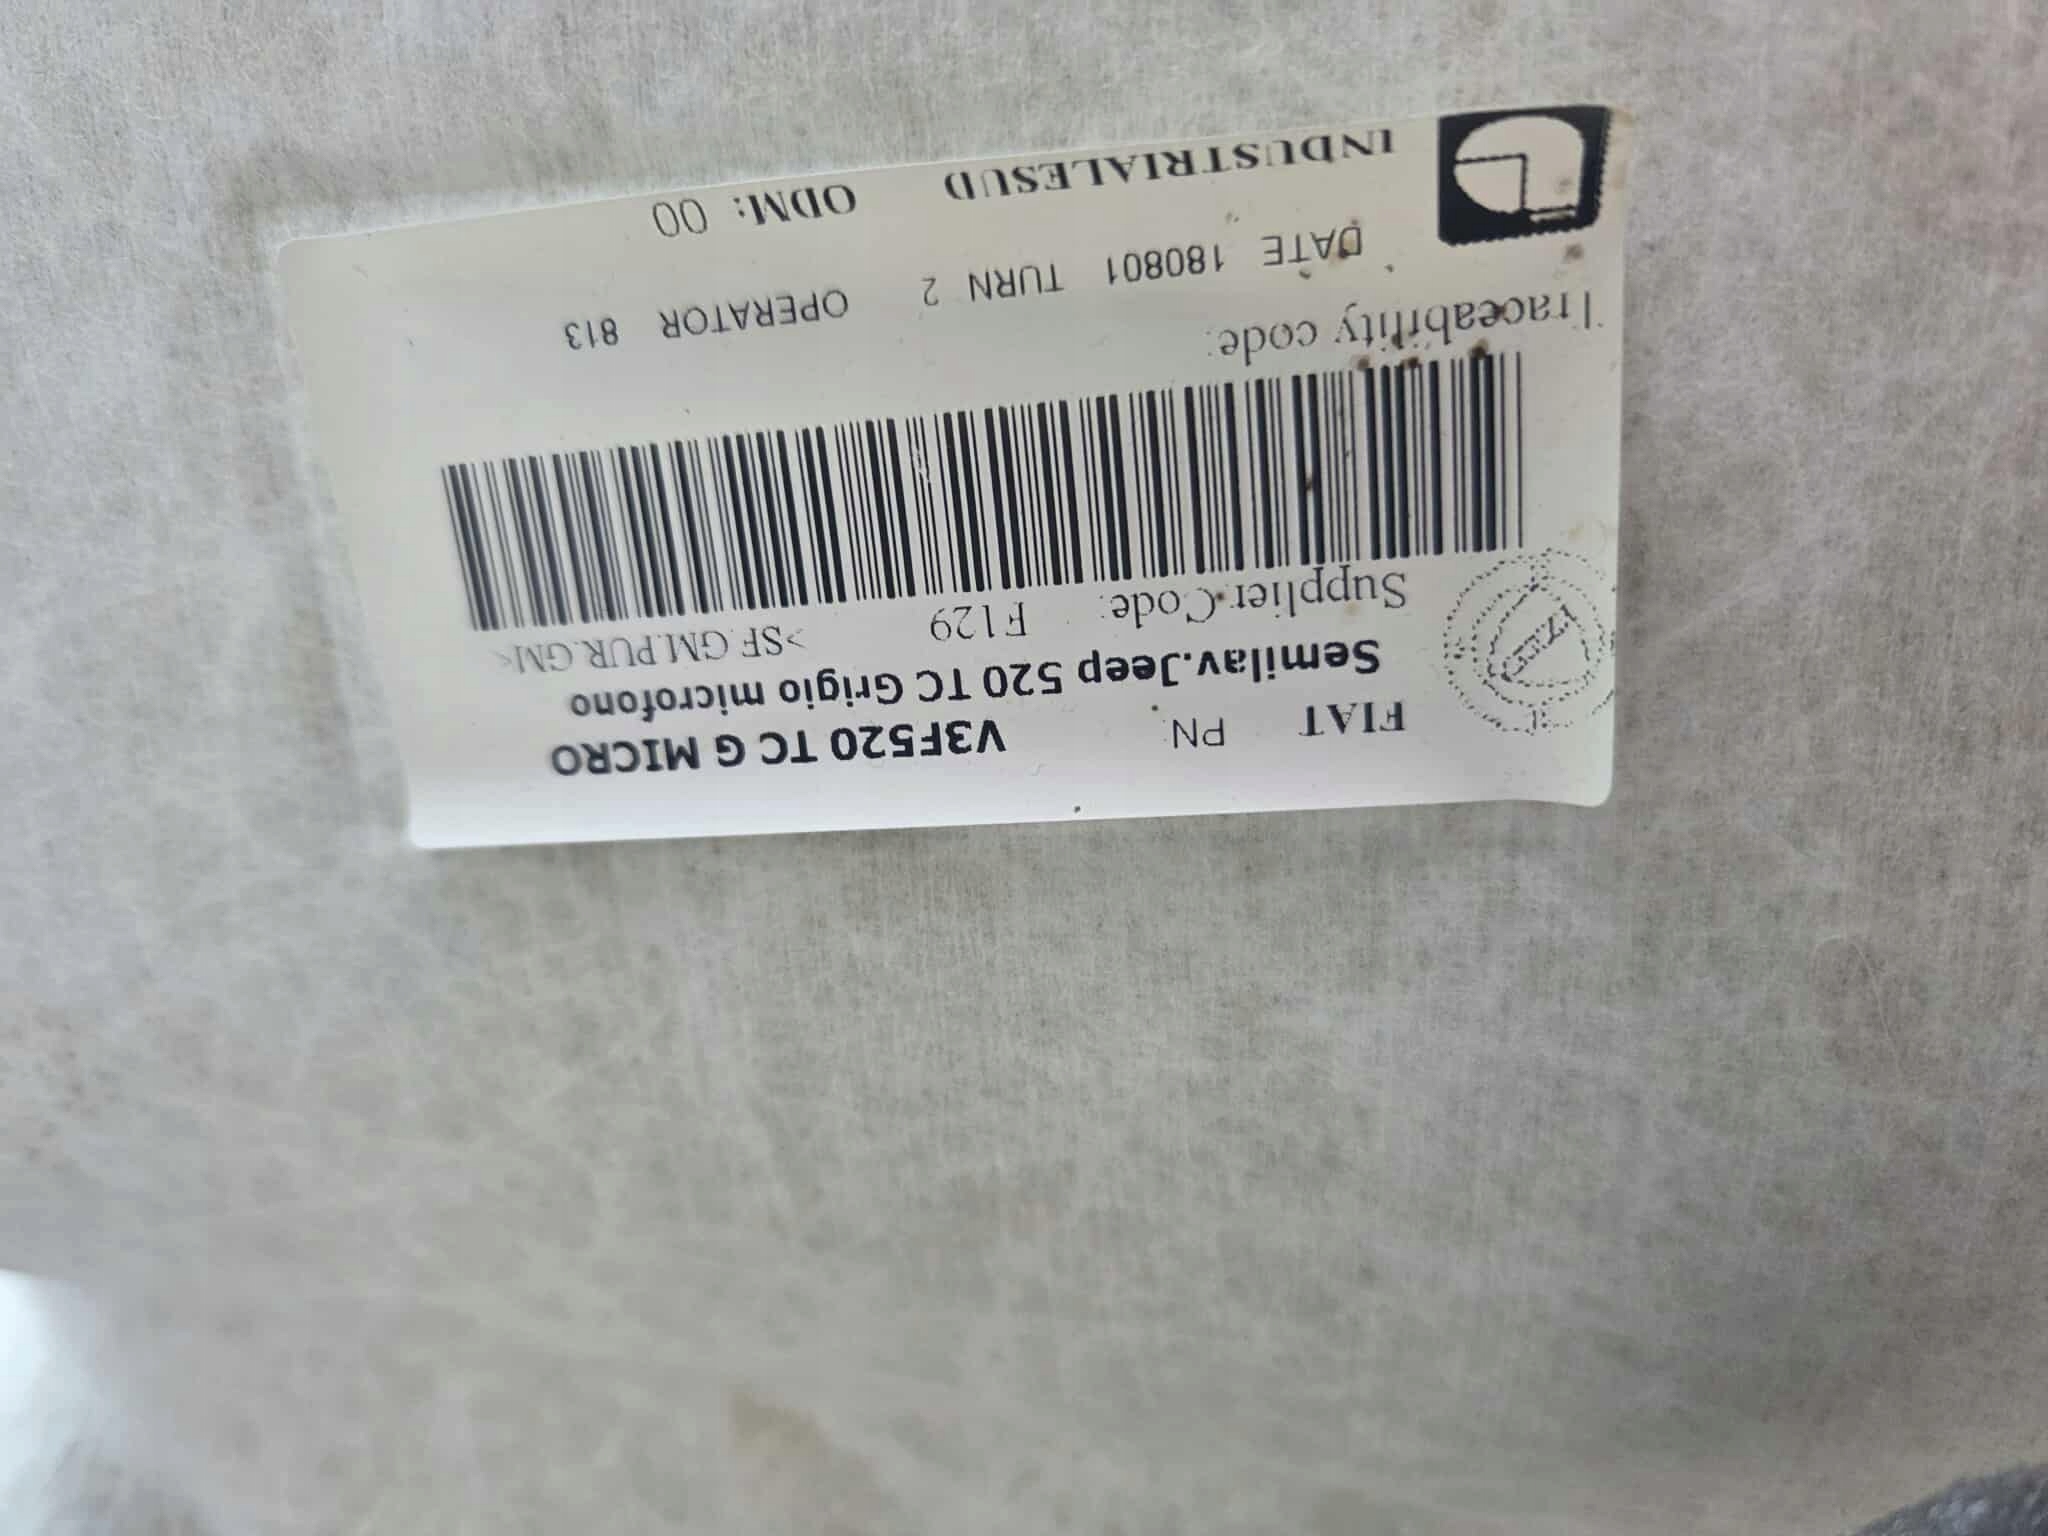 FIAT PN: V3F520 TC G MICRO
Semilav.Jeep 520 TC Grigio microfono
Supplier Code: F129 >SF.GM.PUR.GM<
Traceability code:
DATE 180801 TURN 2 OPERATOR 813
INDUSTRIALESUD ODM: 00